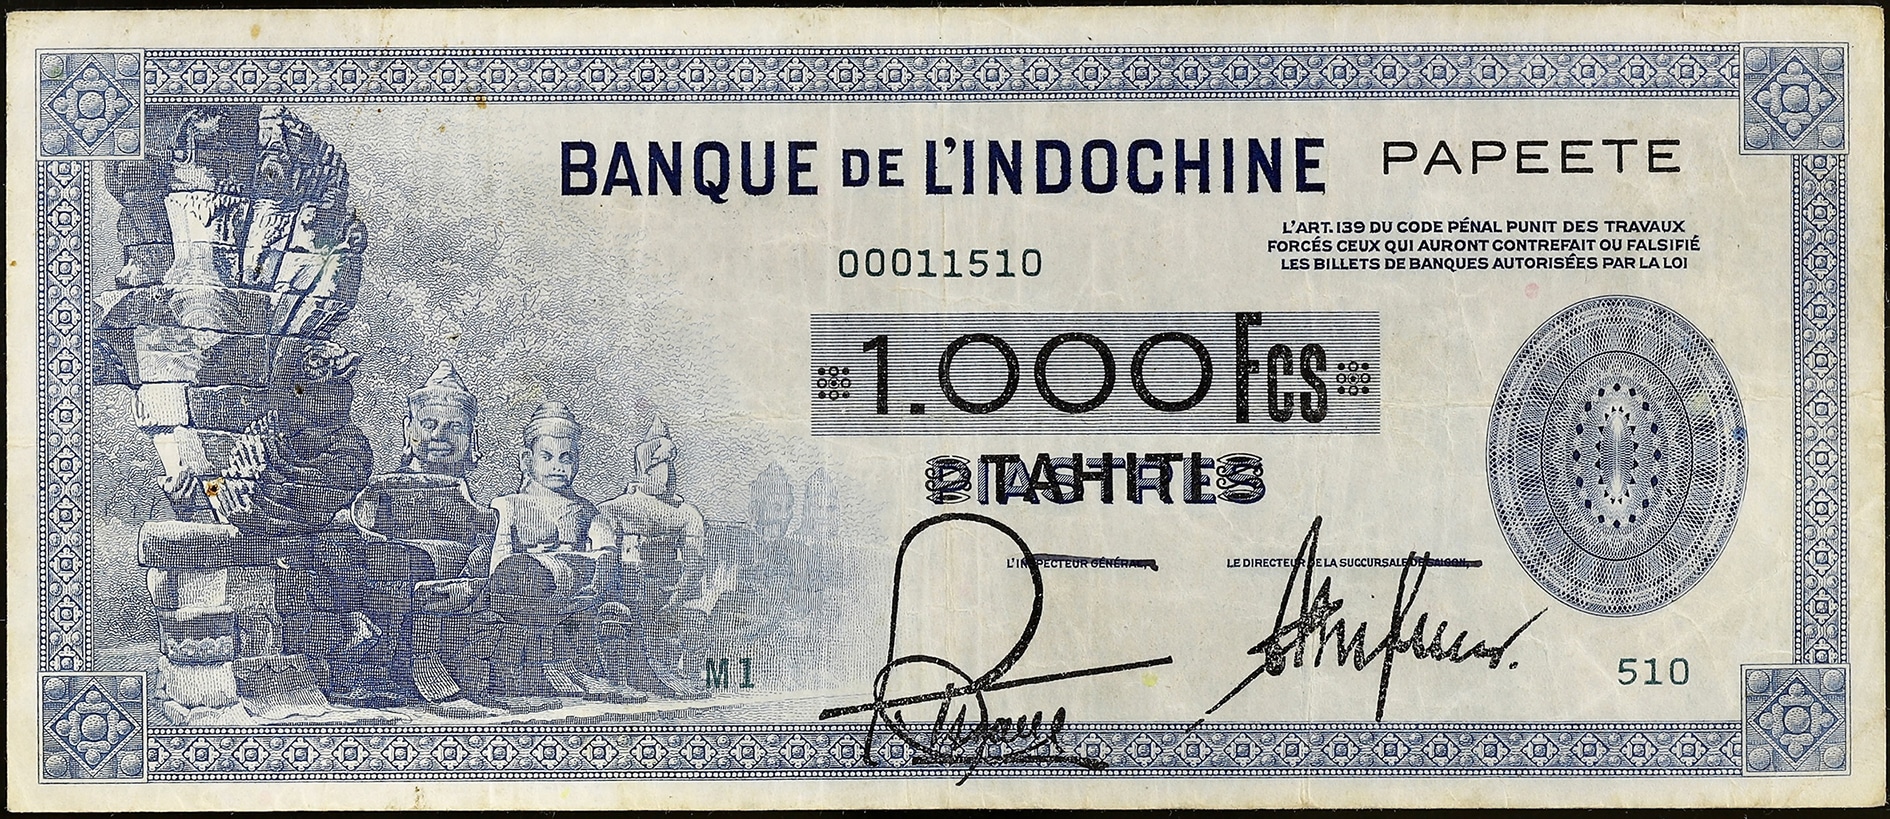 BANQUE DE L'INDOCHINE PAPEETE
L'ART. 139 DU CODE PÉNAL PUNIT DES TRAVAUX
FORCÉS CEUX QUI AURONT CONTREFAIT OU FALSIFIÉ
LES BILLETS DE BANQUES AUTORISÉES PAR LA LOI
00011510
1.000 Fcs
PIASTRES
TAHITI
L'INSPECTEUR GÉNÉRAL, LE DIRECTEUR DE LA SUCCURSALE DE SAIGON,
M1 510